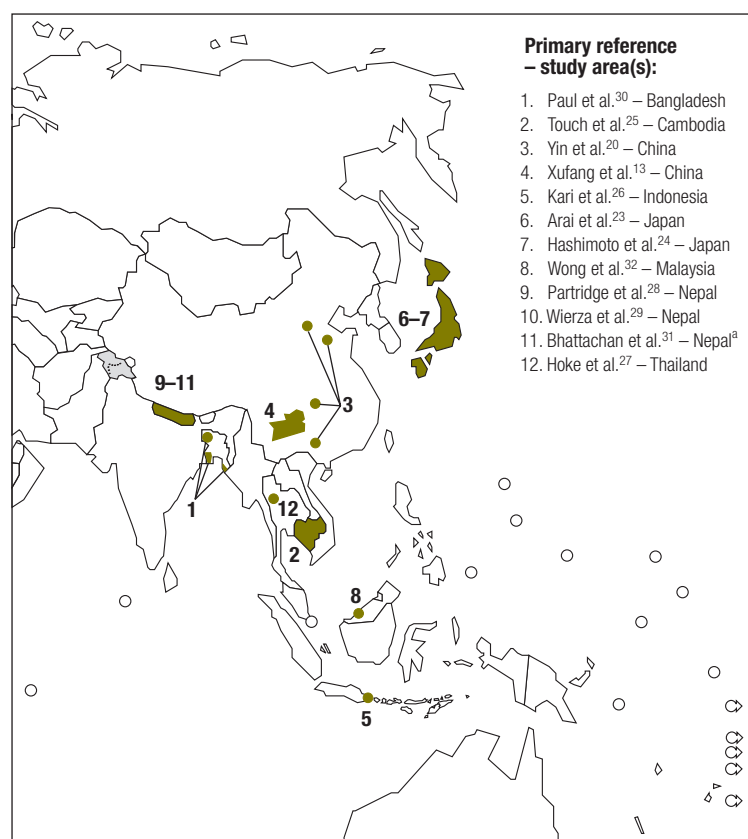 Primary reference
– study area(s):
1. Paul et al.30 – Bangladesh
2. Touch et al.25 – Cambodia
3. Yin et al.20 – China
4. Xufang et al.13 – China
5. Kari et al.26 – Indonesia
6. Arai et al.23 – Japan
7. Hashimoto et al.24 – Japan
8. Wong et al.32 – Malaysia
9. Partridge et al.28 – Nepal
10. Wierza et al.29 – Nepal
11. Bhattachan et al.31 – Nepala
12. Hoke et al.27 – Thailand
6–7
9–11
4
3
1
12
2
8
5